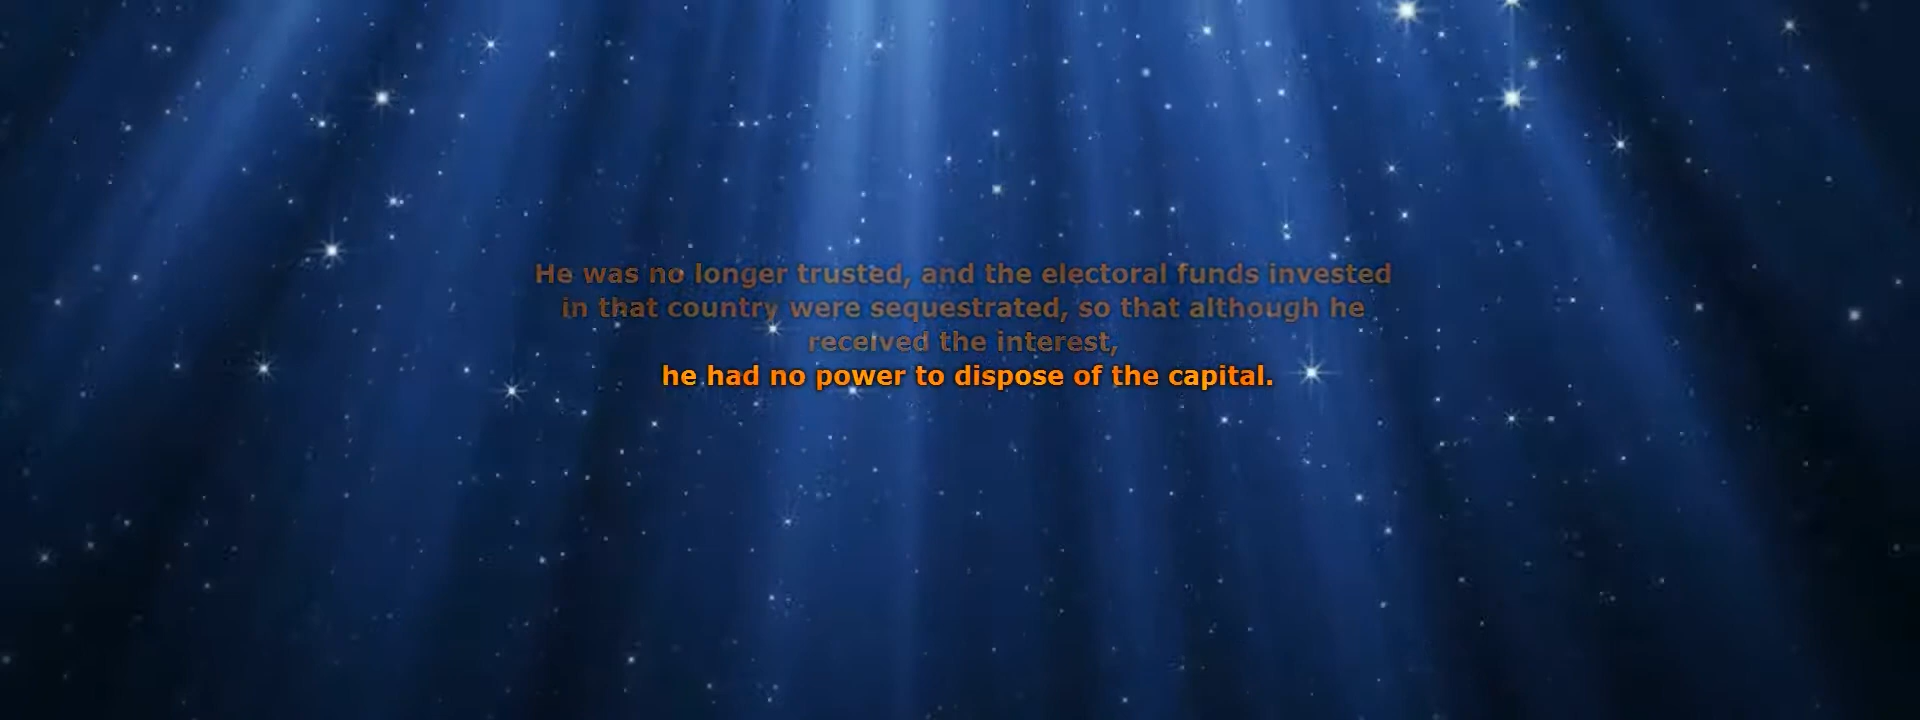 He was no longer trusted, and the electoral funds invested
in that country were sequestrated, so that although he
received the interest,
he had no power to dispose of the capital.